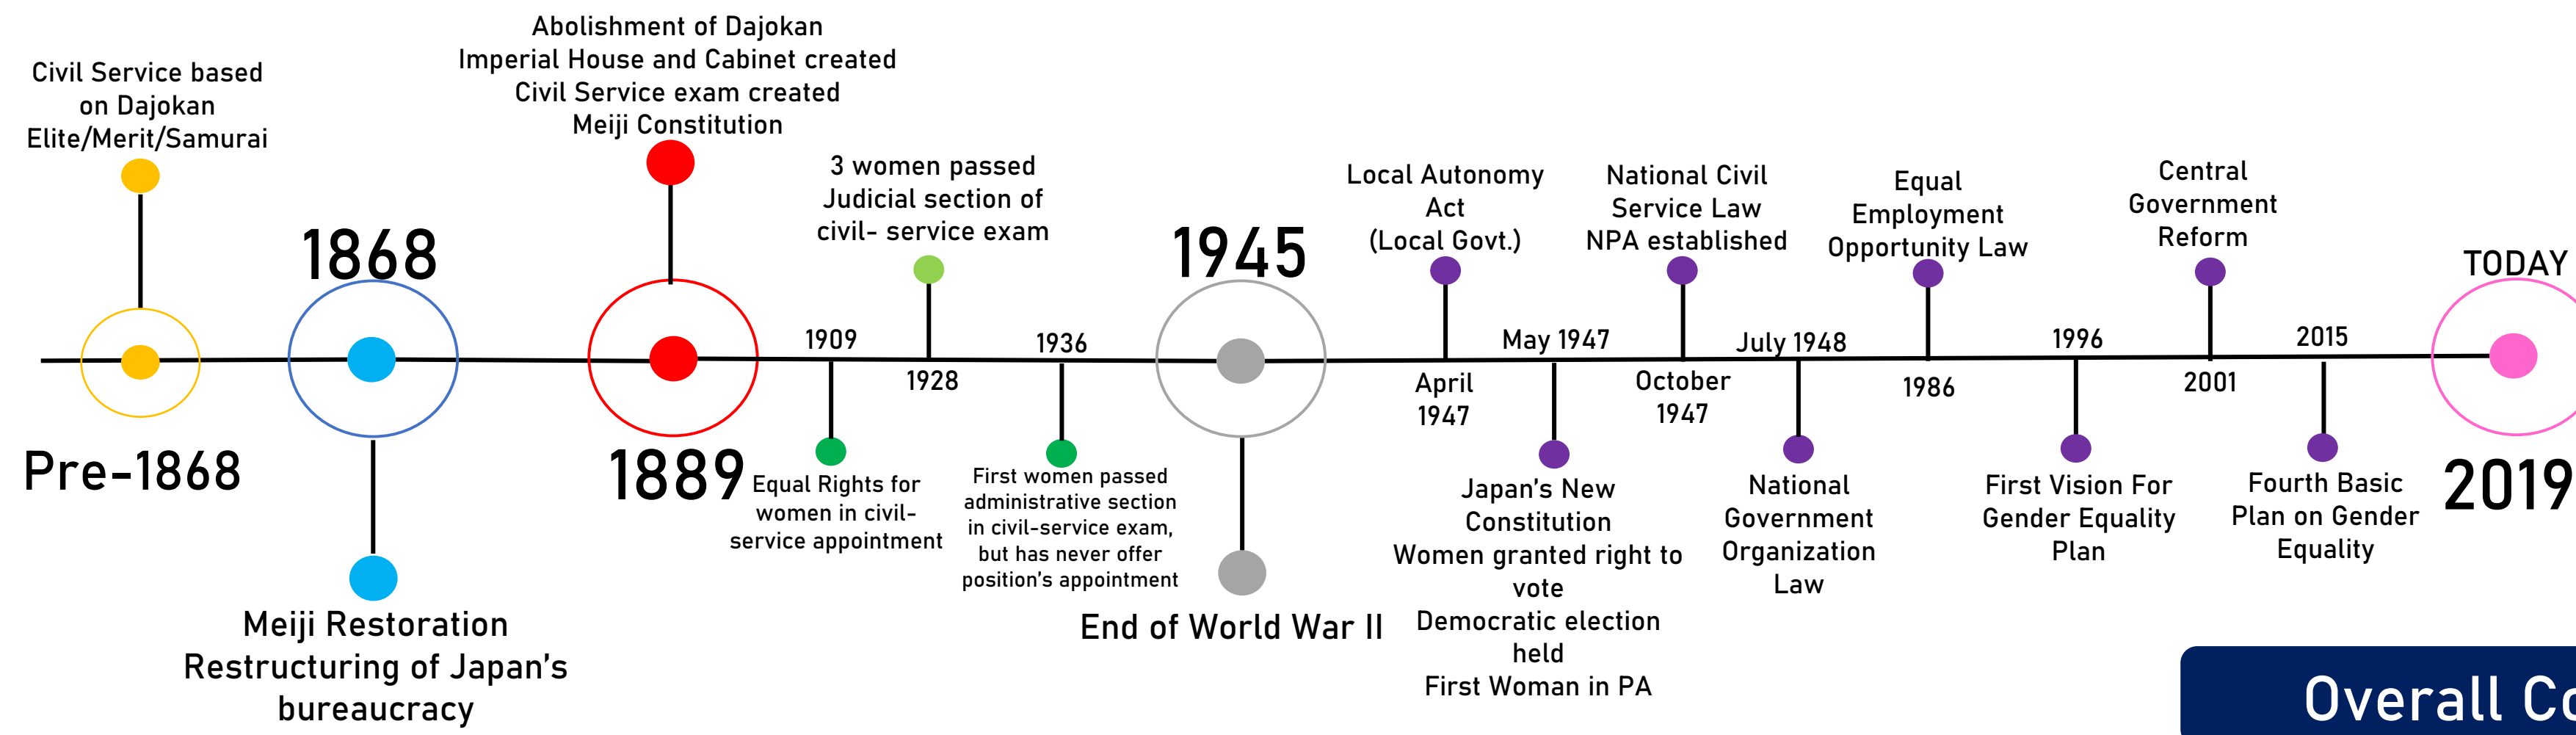 Civil Service based
on Dajokan
Elite/Merit/Samurai
Pre-1868
1868
Meiji Restoration
Restructuring of Japan's
bureaucracy
Abolishment of Dajokan
Imperial House and Cabinet created
Civil Service exam created
Meiji Constitution
1889
1909
Equal Rights for
women in civil-
service appointment
3 women passed
Judicial section of
civil- service exam
1928
1936
First women passed
administrative section
in civil-service exam,
but has never offer
position's appointment
1945
End of World War II
Local Autonomy
Act
(Local Govt.)
April
1947
May 1947
Japan's New
Constitution
Women granted right to
vote
Democratic election
held
First Woman in PA
National Civil
Service Law
NPA established
October
1947
July 1948
National
Government
Organization
Law
Equal
Employment
Opportunity Law
1986
1996
First Vision For
Gender Equality
Plan
Central
Government
Reform
2001
2015
Fourth Basic
Plan on Gender
Equality
TODAY
2019
Overall